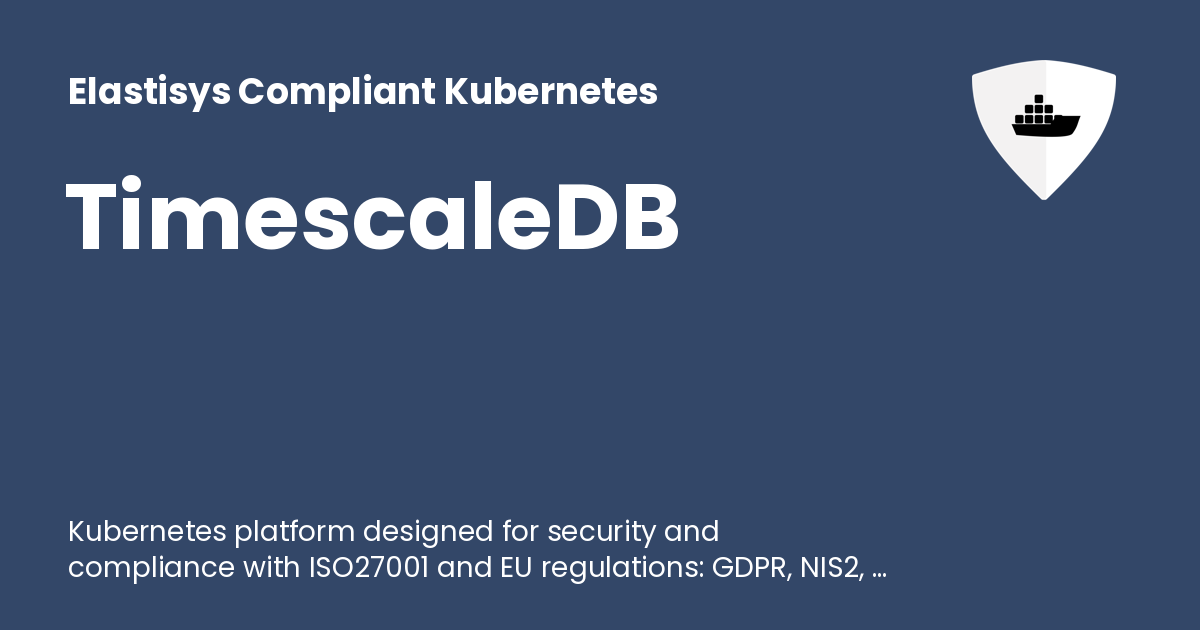 Elastisys Compliant Kubernetes
TimescaleDB
Kubernetes platform designed for security and
compliance with ISO27001 and EU regulations: GDPR, NIS2, ...